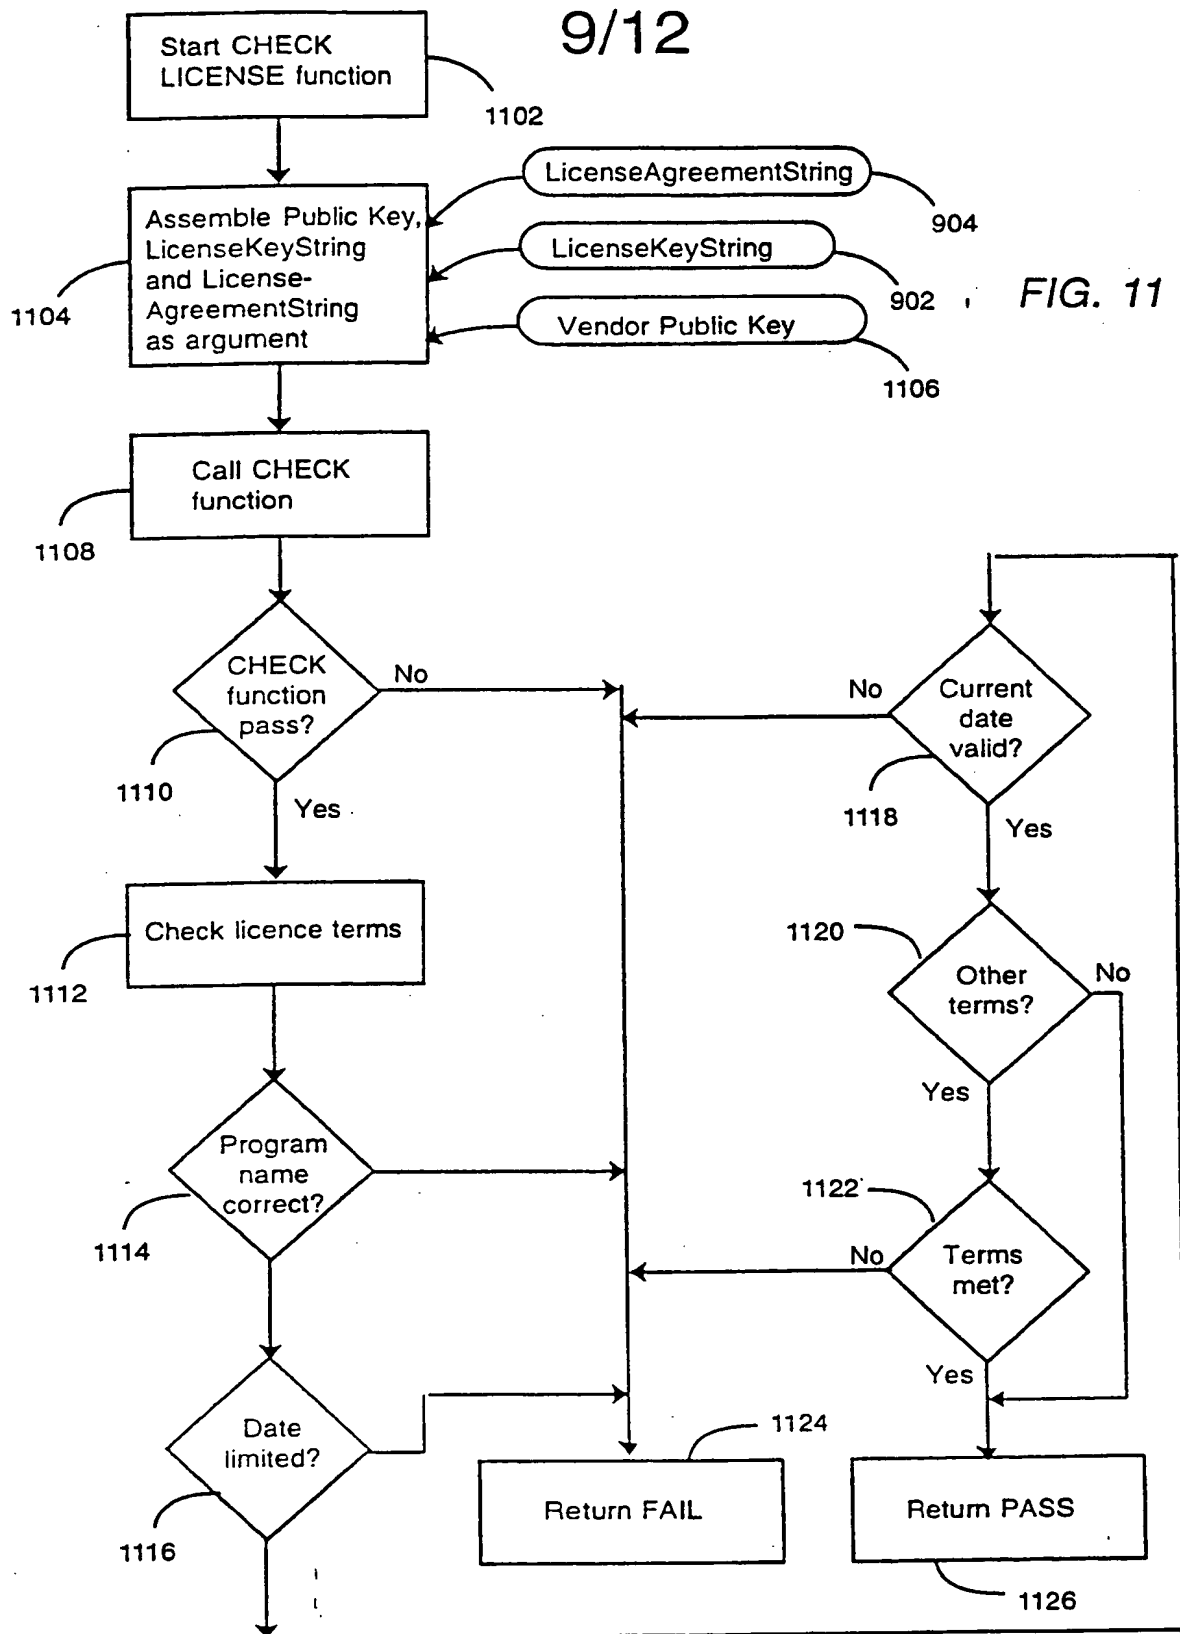 9/12
Start CHECK
LICENSE function
1102
LicenseAgreementString
904
Assemble Public Key,
LicenseKeyString
and License-
AgreementString
as argument
1104
LicenseKeyString
902
FIG. 11
Vendor Public Key
1106
Call CHECK
function
1108
CHECK
function
pass?
No
1110
Yes
No
Current
date
valid?
1118
Yes
Check licence terms
1112
1120
Other
terms?
No
Yes
Program
name
correct?
1114
1122
No
Terms
met?
Yes
Date
limited?
1116
1124
Return FAIL
Return PASS
1126